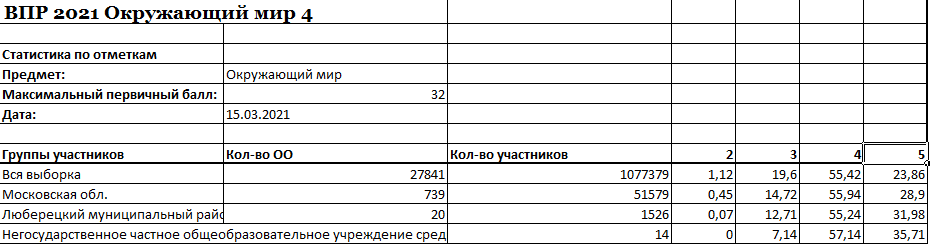 ВПР 2021 Окружающий мир 4
Статистика по отметкам
Предмет: Окружающий мир
Максимальный первичный балл: 32
Дата: 15.03.2021
Группы участников Кол-во ОО Кол-во участников 2 3 4 5
Вся выборка 27841 1077379 1,12 19,6 55,42 23,86
Московская обл. 739 51579 0,45 14,72 55,94 28,9
Люберецкий муниципальный райо 20 1526 0,07 12,71 55,24 31,98
Негосударственное частное общеобразовательное учреждение сред 14 0 7,14 57,14 35,71